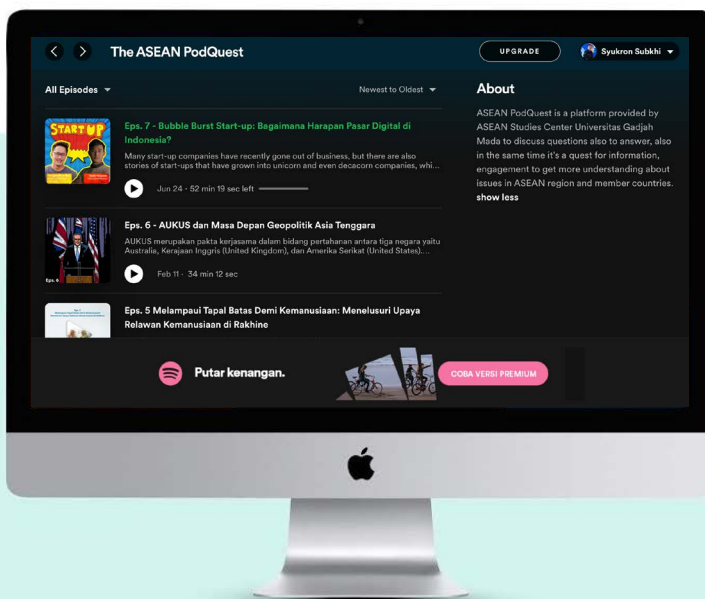 The ASEAN PodQuest
UPGRADE
Syukron Subkhi
All Episodes
Newest to Oldest
About
ASEAN PodQuest is a platform provided by
ASEAN Studies Center Universitas Gadjah
Mada to discuss questions also to answer, also
in the same time it's a quest for information,
engagement to get more understanding about
issues in ASEAN region and member countries.
show less
START UP
Eps. 7 - Bubble Burst Start-up: Bagaimana Harapan Pasar Digital di
Indonesia?
Many start-up companies have recently gone out of business, but there are also
stories of start-ups that have grown into unicorn and even decacorn companies, whi...
Jun 24 · 52 min 19 sec left
Eps. 6
Eps. 6 - AUKUS dan Masa Depan Geopolitik Asia Tenggara
AUKUS merupakan pakta kerjasama dalam bidang pertahanan antara tiga negara yaitu
Australia, Kerajaan Inggris (United Kingdom), dan Amerika Serikat (United States)....
Feb 11 · 34 min 12 sec
Eps. 5 Melampaui Tapal Batas Demi Kemanusiaan: Menelusuri Upaya
Relawan Kemanusiaan di Rakhine
Putar kenangan.
COBA VERSI PREMIUM